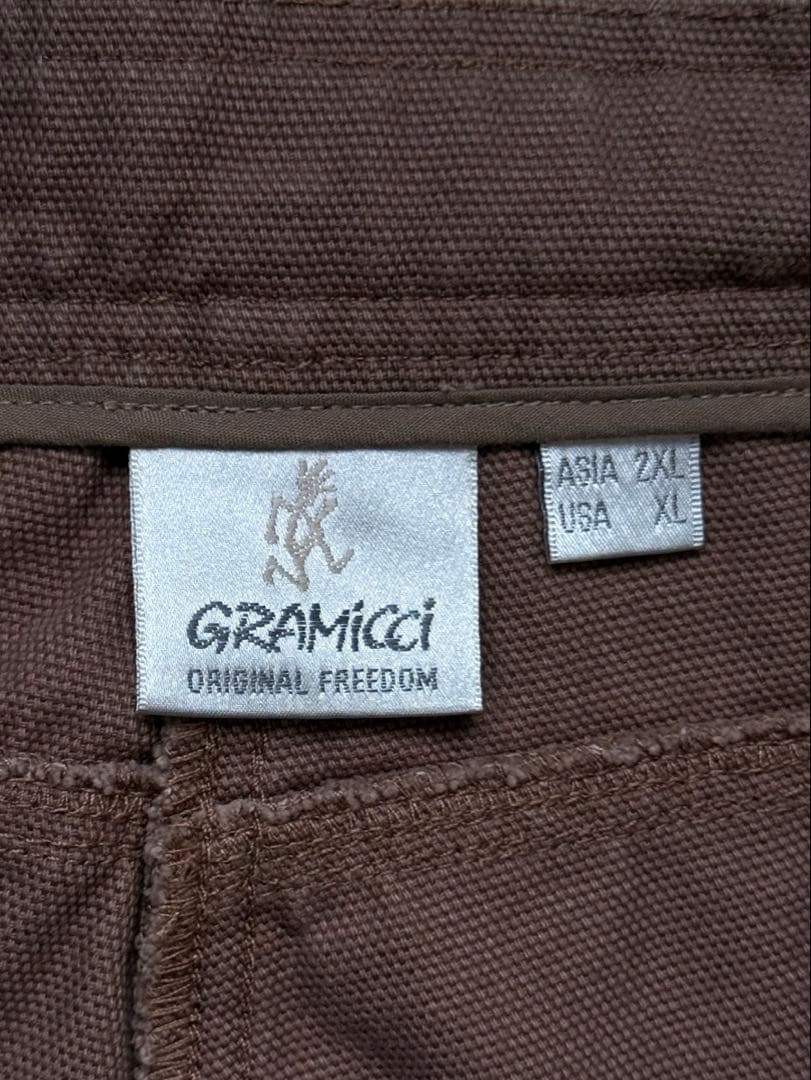 GRAMiCCi
ORIGINAL FREEDOM
ASIA 2XL
USA XL